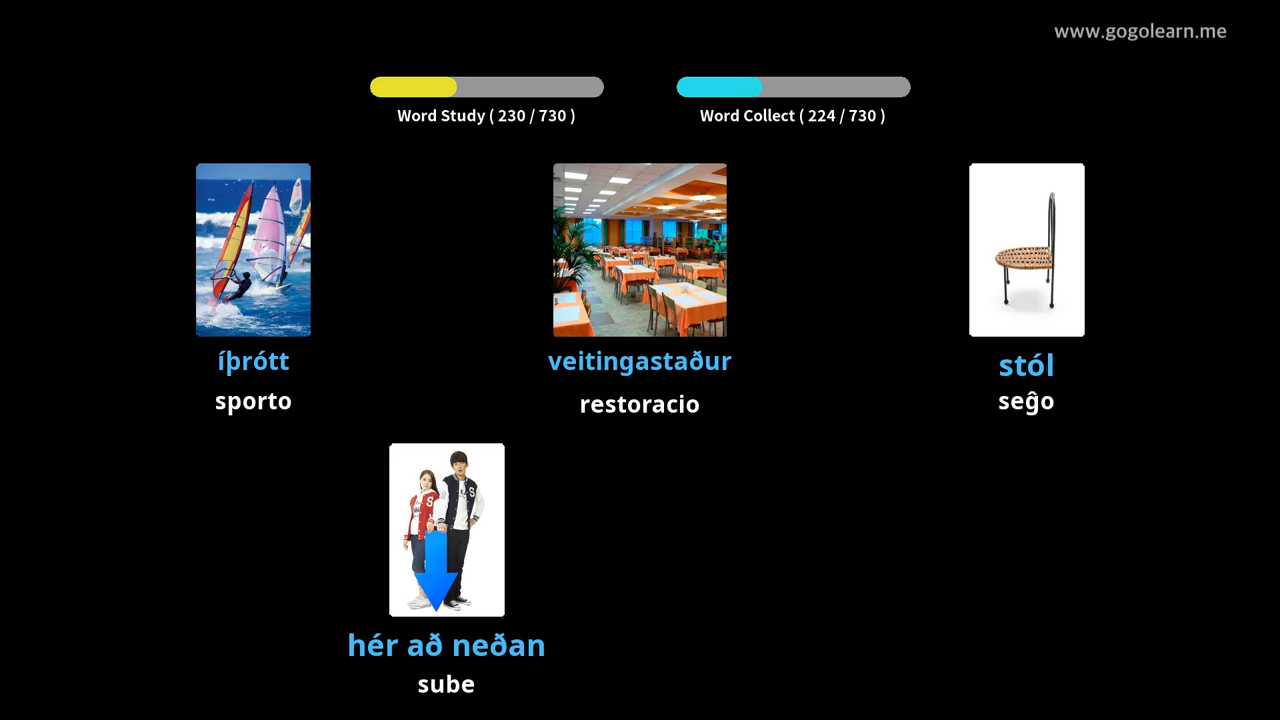 www.gogolearn.me
Word Study ( 230 / 730 )
Word Collect ( 224 / 730 )
íþrótt
sporto
veitingastaður
restoracio
stól
seĝo
S
S
hér að neðan
sube